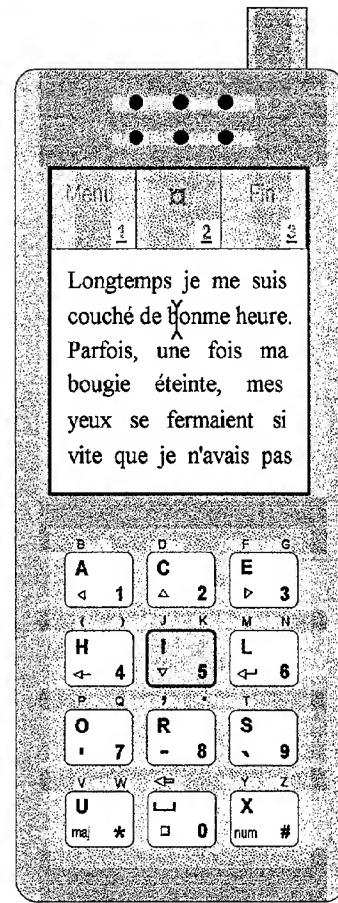 Menu ¤ Fin
1 2 3
Longtemps je me suis
couché de bonme heure.
Parfois, une fois ma
bougie éteinte, mes
yeux se fermaient si
vite que je n'avais pas
B D F G
A C E
◁ 1 △ 2 ▷ 3
( ) J K M N
H I L
← 4 ▽ 5 ↵ 6
P Q , . T
O R S
' 7 - 8 ` 9
V W ⇦ Y Z
U ␣ X
maj * □ 0 num #